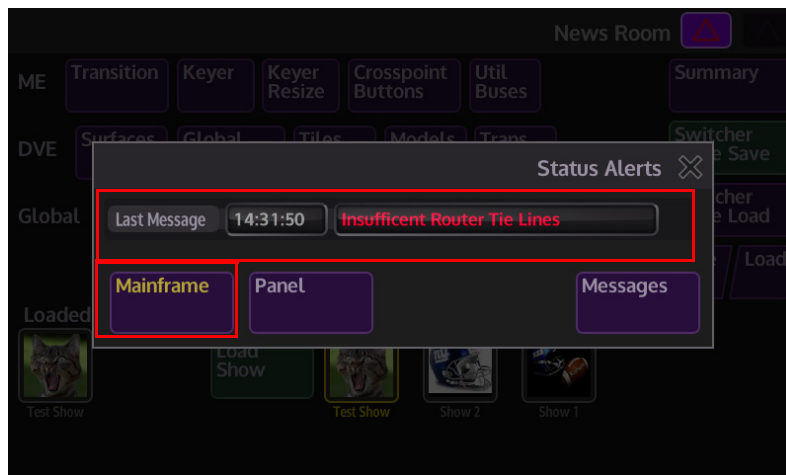 News Room
ME
Transition
Keyer
Keyer
Resize
Crosspoint
Buttons
Util
Buses
Summary
DVE
Surfaces
Global
Tiles
Models
Trans
Switcher
e Save
Status Alerts
Global
Last Message
14:31:50
Insufficent Router Tie Lines
cher
e Load
Mainframe
Panel
Messages
Load
Loaded
Load
Show
Test Show
Test Show
Show 2
Show 1